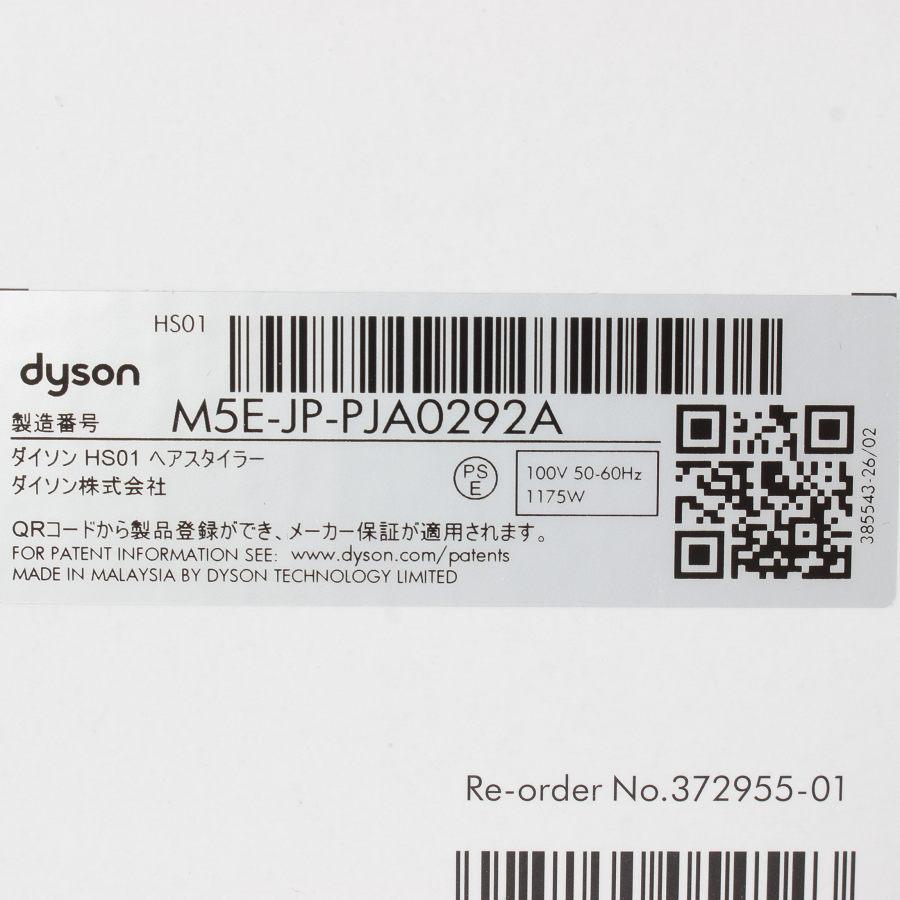 HS01
dyson
製造番号 M5E-JP-PJA0292A
ダイソン HS01 ヘアスタイラー
ダイソン株式会社
PS
E
100V 50-60Hz
1175W
QRコードから製品登録ができ、メーカー保証が適用されます。
FOR PATENT INFORMATION SEE: www.dyson.com/patents
MADE IN MALAYSIA BY DYSON TECHNOLOGY LIMITED
385543-26/02
Re-order No.372955-01